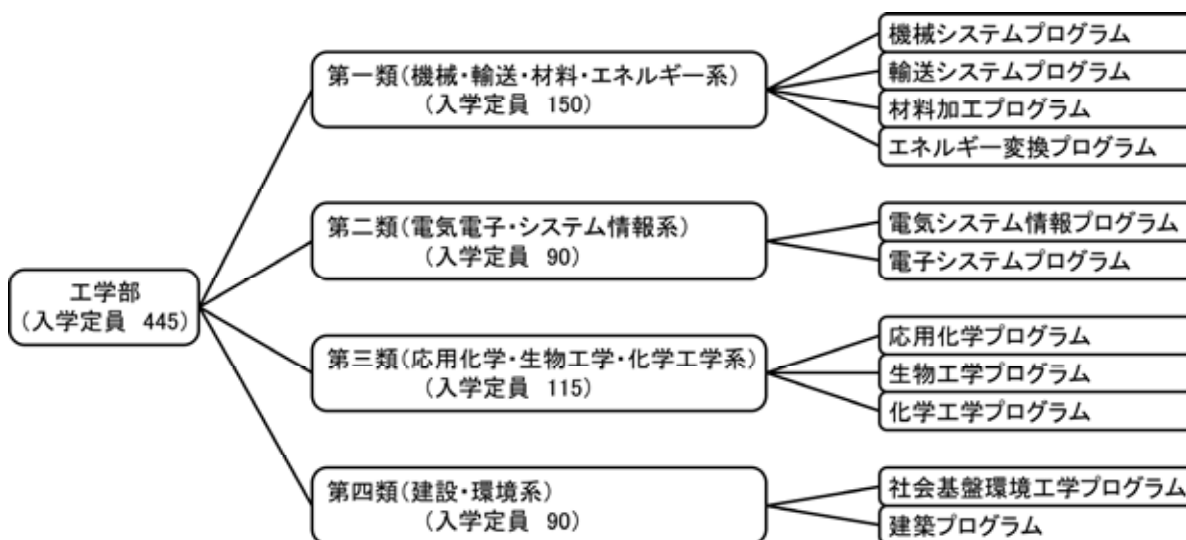 工学部
(入学定員 445)
第一類(機械・輸送・材料・エネルギー系)
(入学定員 150)
機械システムプログラム
輸送システムプログラム
材料加工プログラム
エネルギー変換プログラム
第二類(電気電子・システム情報系)
(入学定員 90)
電気システム情報プログラム
電子システムプログラム
第三類(応用化学・生物工学・化学工学系)
(入学定員 115)
応用化学プログラム
生物工学プログラム
化学工学プログラム
第四類(建設・環境系)
(入学定員 90)
社会基盤環境工学プログラム
建築プログラム